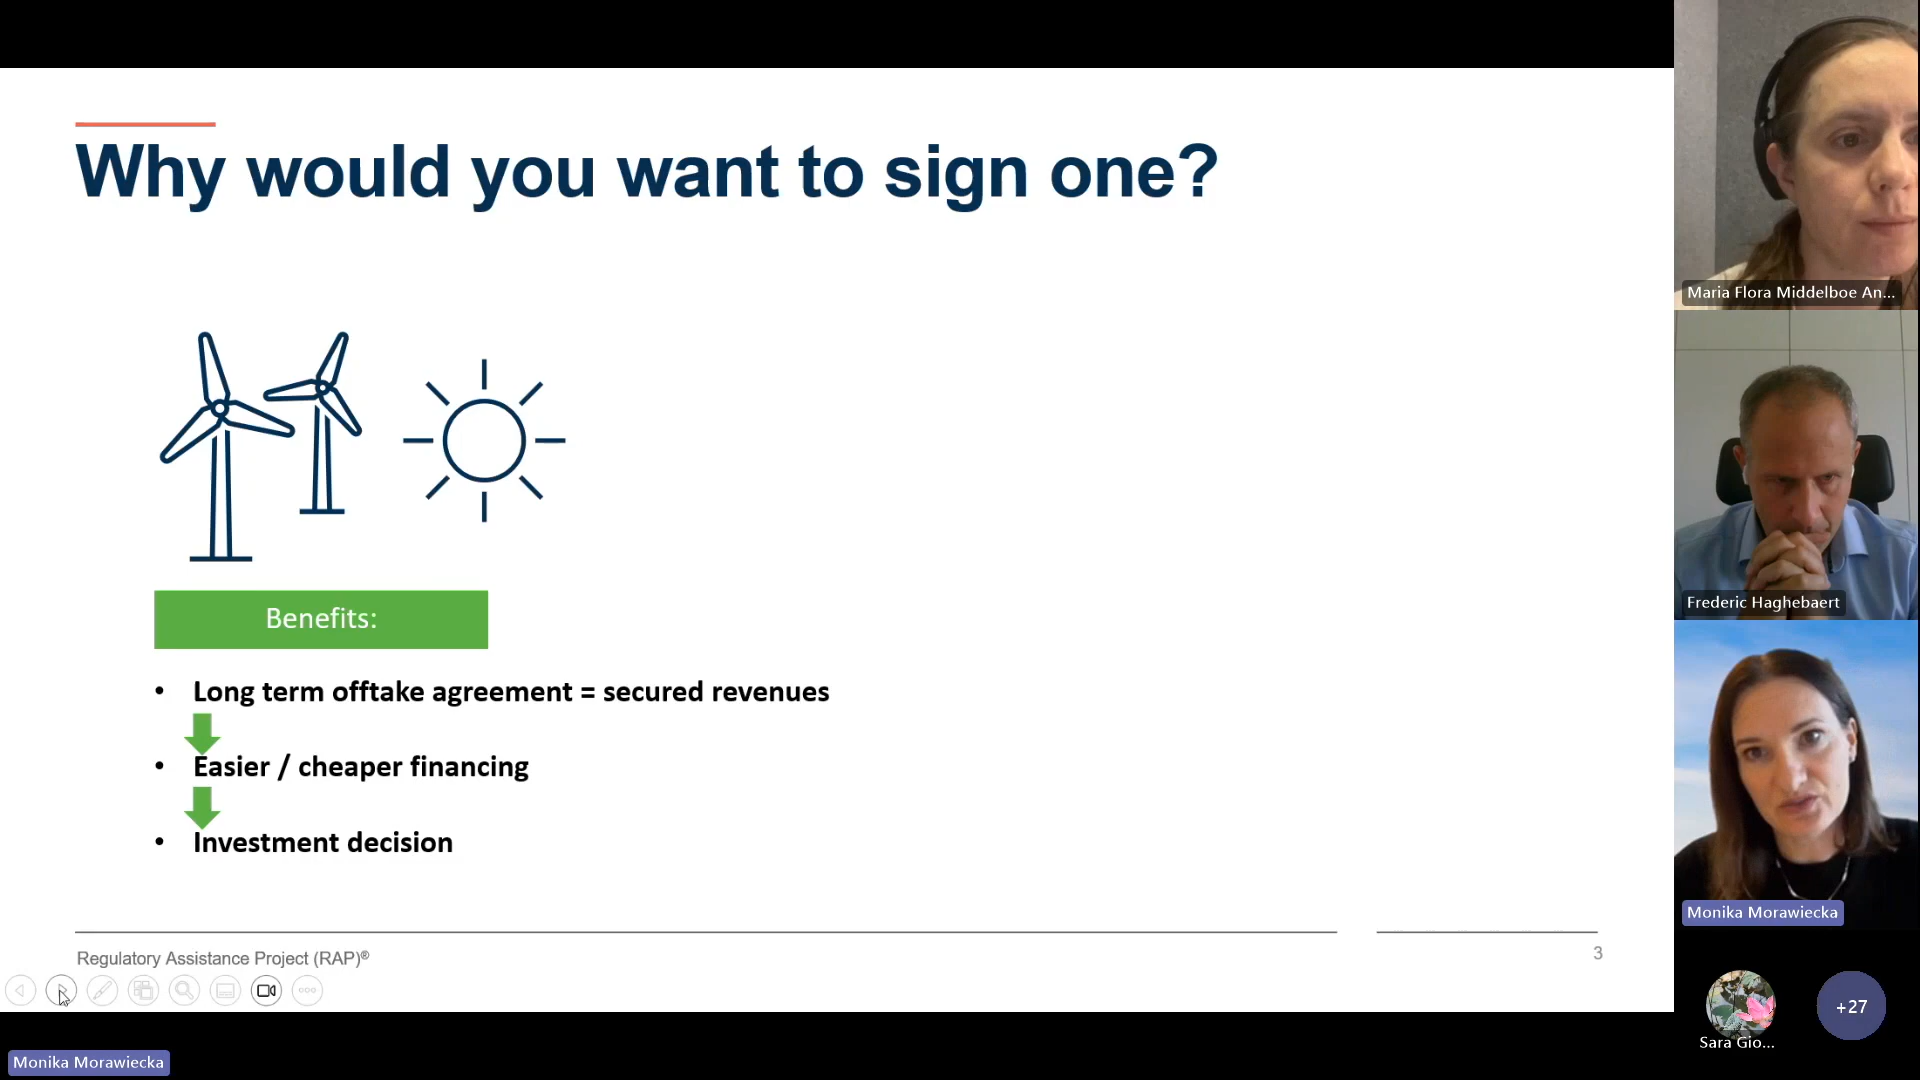 Why would you want to sign one?
Benefits:
• Long term offtake agreement = secured revenues
• Easier / cheaper financing
• Investment decision
Regulatory Assistance Project (RAP)®
3
Monika Morawiecka
Maria Flora Middelboe An...
Frederic Haghebaert
Monika Morawiecka
Sara Gio...
+27